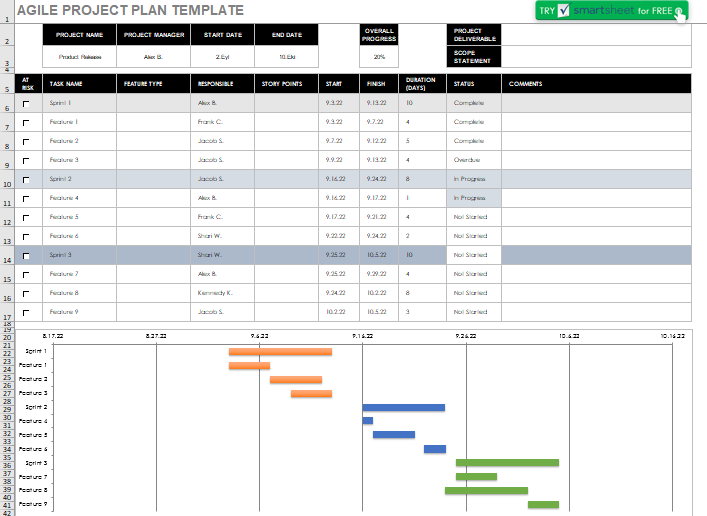 AGILE PROJECT PLAN TEMPLATE
TRY smartsheet for FREE
PROJECT NAME PROJECT MANAGER START DATE END DATE OVERALL PROGRESS PROJECT DELIVERABLE
Product Release Alex B. 2.Eyl 10.Eki 20% SCOPE STATEMENT
AT RISK TASK NAME FEATURE TYPE RESPONSIBLE STORY POINTS START FINISH DURATION (DAYS) STATUS COMMENTS
Sprint 1 Alex B. 9.3.22 9.13.22 10 Complete
Feature 1 Frank C. 9.3.22 9.7.22 4 Complete
Feature 2 Jacob S. 9.7.22 9.12.22 5 Complete
Feature 3 Jacob S. 9.9.22 9.13.22 4 Overdue
Sprint 2 Jacob S. 9.16.22 9.24.22 8 In Progress
Feature 4 Alex B. 9.16.22 9.17.22 1 In Progress
Feature 5 Frank C. 9.17.22 9.21.22 4 Not Started
Feature 6 Shari W. 9.22.22 9.24.22 2 Not Started
Sprint 3 Shari W. 9.25.22 10.5.22 10 Not Started
Feature 7 Alex B. 9.25.22 9.29.22 4 Not Started
Feature 8 Kennedy K. 9.24.22 10.2.22 8 Not Started
Feature 9 Jacob S. 10.2.22 10.5.22 3 Not Started
8.17.22 8.27.22 9.6.22 9.16.22 9.26.22 10.6.22 10.16.22
Sprint 1
Feature 1
Feature 2
Feature 3
Sprint 2
Feature 4
Feature 5
Feature 6
Sprint 3
Feature 7
Feature 8
Feature 9